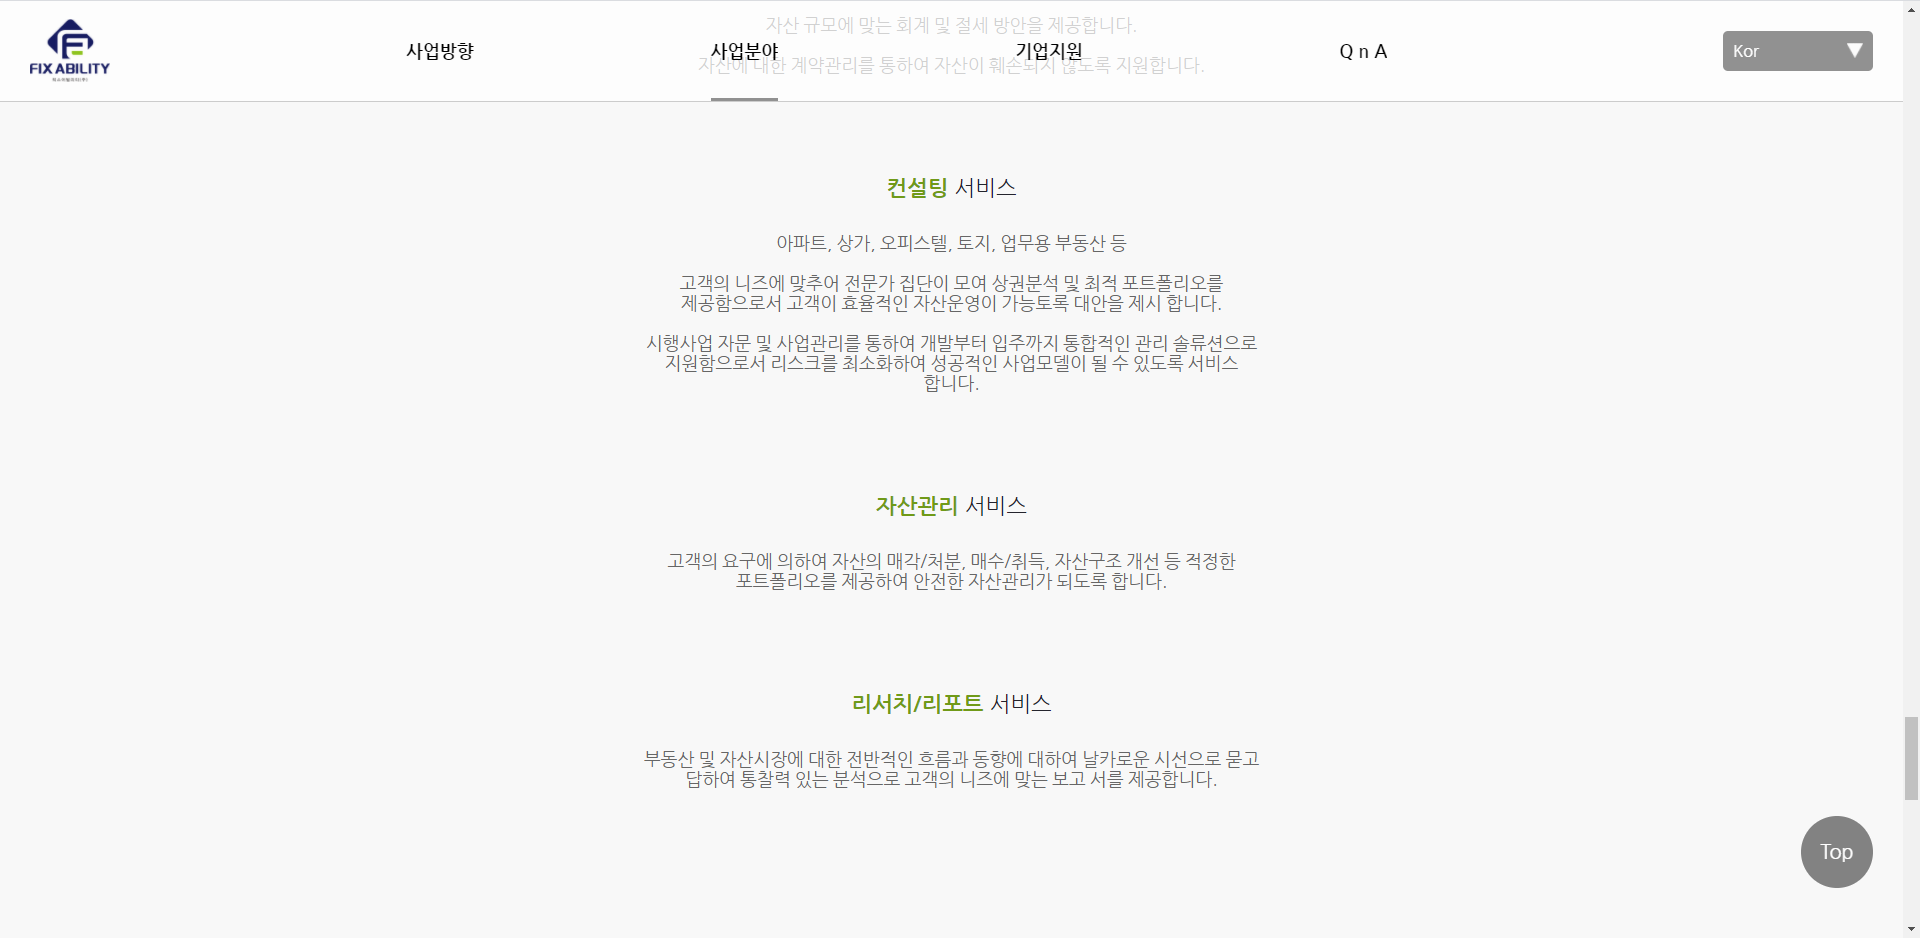 자산 규모에 맞는 회계 및 절세 방안을 제공합니다.
FIX ABILITY
사업방향
사업분야
기업지원
Q n A
Kor
자산에 대한 계약관리를 통하여 자산이 훼손되지 않도록 지원합니다.
컨설팅 서비스
아파트, 상가, 오피스텔, 토지, 업무용 부동산 등
고객의 니즈에 맞추어 전문가 집단이 모여 상권분석 및 최적 포트폴리오를
제공함으로서 고객이 효율적인 자산운영이 가능토록 대안을 제시 합니다.
시행사업 자문 및 사업관리를 통하여 개발부터 입주까지 통합적인 관리 솔류션으로
지원함으로서 리스크를 최소화하여 성공적인 사업모델이 될 수 있도록 서비스
합니다.
자산관리 서비스
고객의 요구에 의하여 자산의 매각/처분, 매수/취득, 자산구조 개선 등 적정한
포트폴리오를 제공하여 안전한 자산관리가 되도록 합니다.
리서치/리포트 서비스
부동산 및 자산시장에 대한 전반적인 흐름과 동향에 대하여 날카로운 시선으로 묻고
답하여 통찰력 있는 분석으로 고객의 니즈에 맞는 보고 서를 제공합니다.
Top